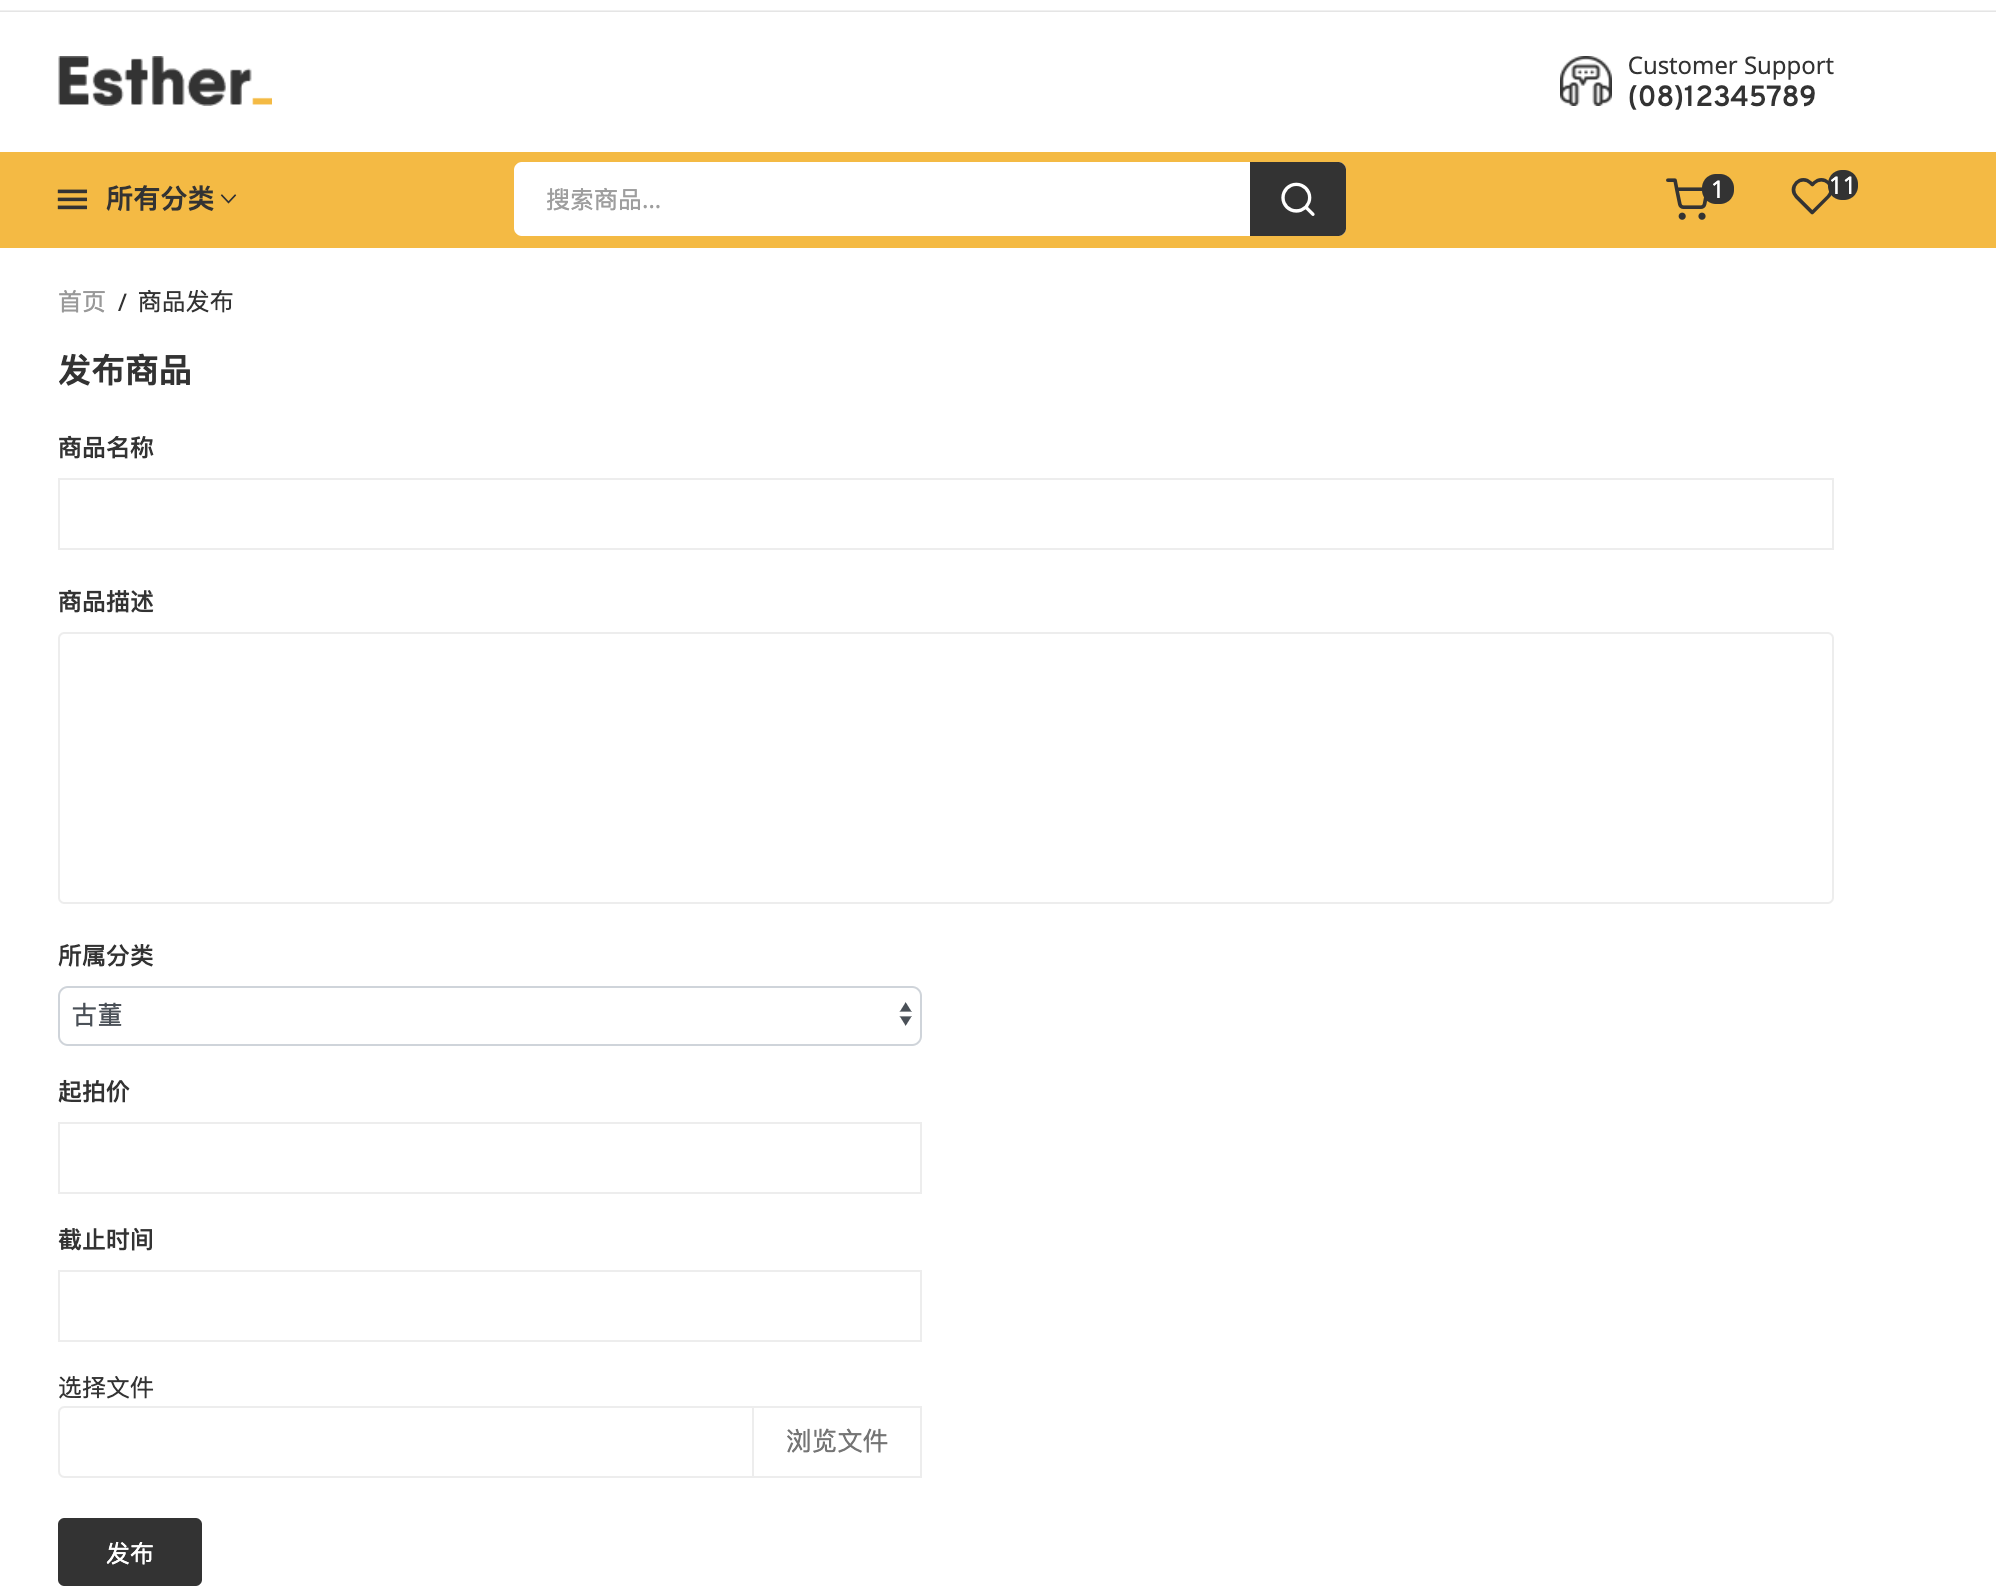 Esther_
Customer Support
(08)12345789
所有分类
搜索商品...
1
11
首页 / 商品发布
发布商品
商品名称
商品描述
所属分类
古董
起拍价
截止时间
选择文件
浏览文件
发布